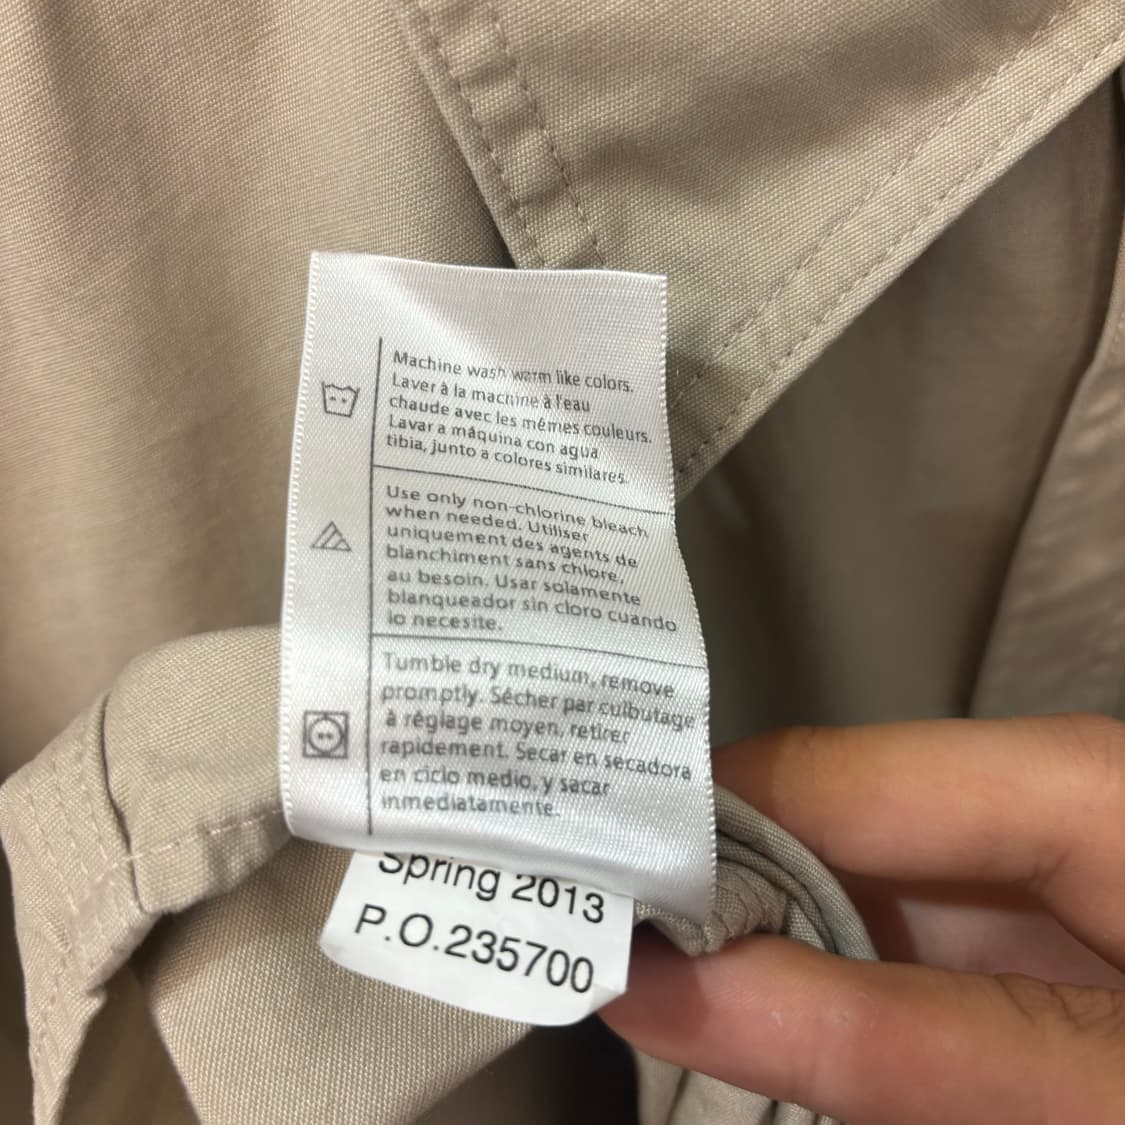 Machine wash warm like colors.
Laver à la machine à l'eau
chaude avec les mêmes couleurs.
Lavar a máquina con agua
tibia, junto a colores similares.
Use only non-chlorine bleach
when needed. Utiliser
uniquement des agents de
blanchiment sans chlore,
au besoin. Usar solamente
blanqueador sin cloro cuando
lo necesite.
Tumble dry medium, remove
promptly. Sécher par culbutage
à réglage moyen, retirer
rapidement. Secar en secadora
en ciclo medio, y sacar
inmediatamente.
Spring 2013
P.O.235700